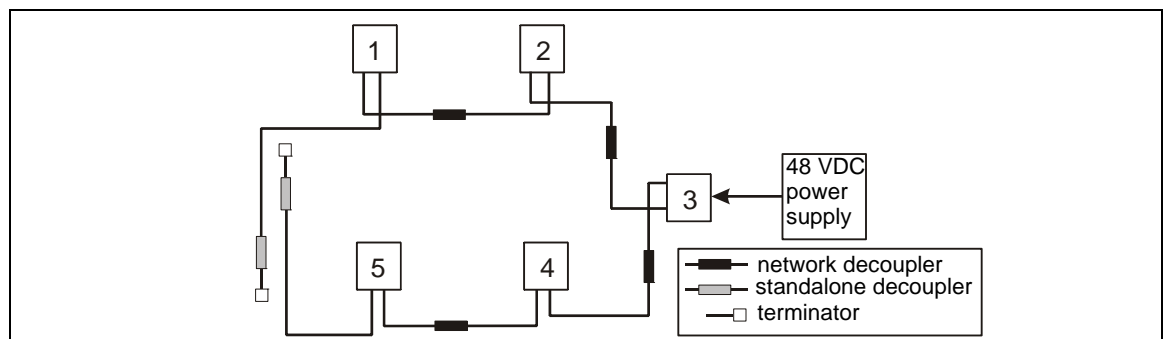 1
2
3
48 VDC
power
supply
5
4
network decoupler
standalone decoupler
terminator